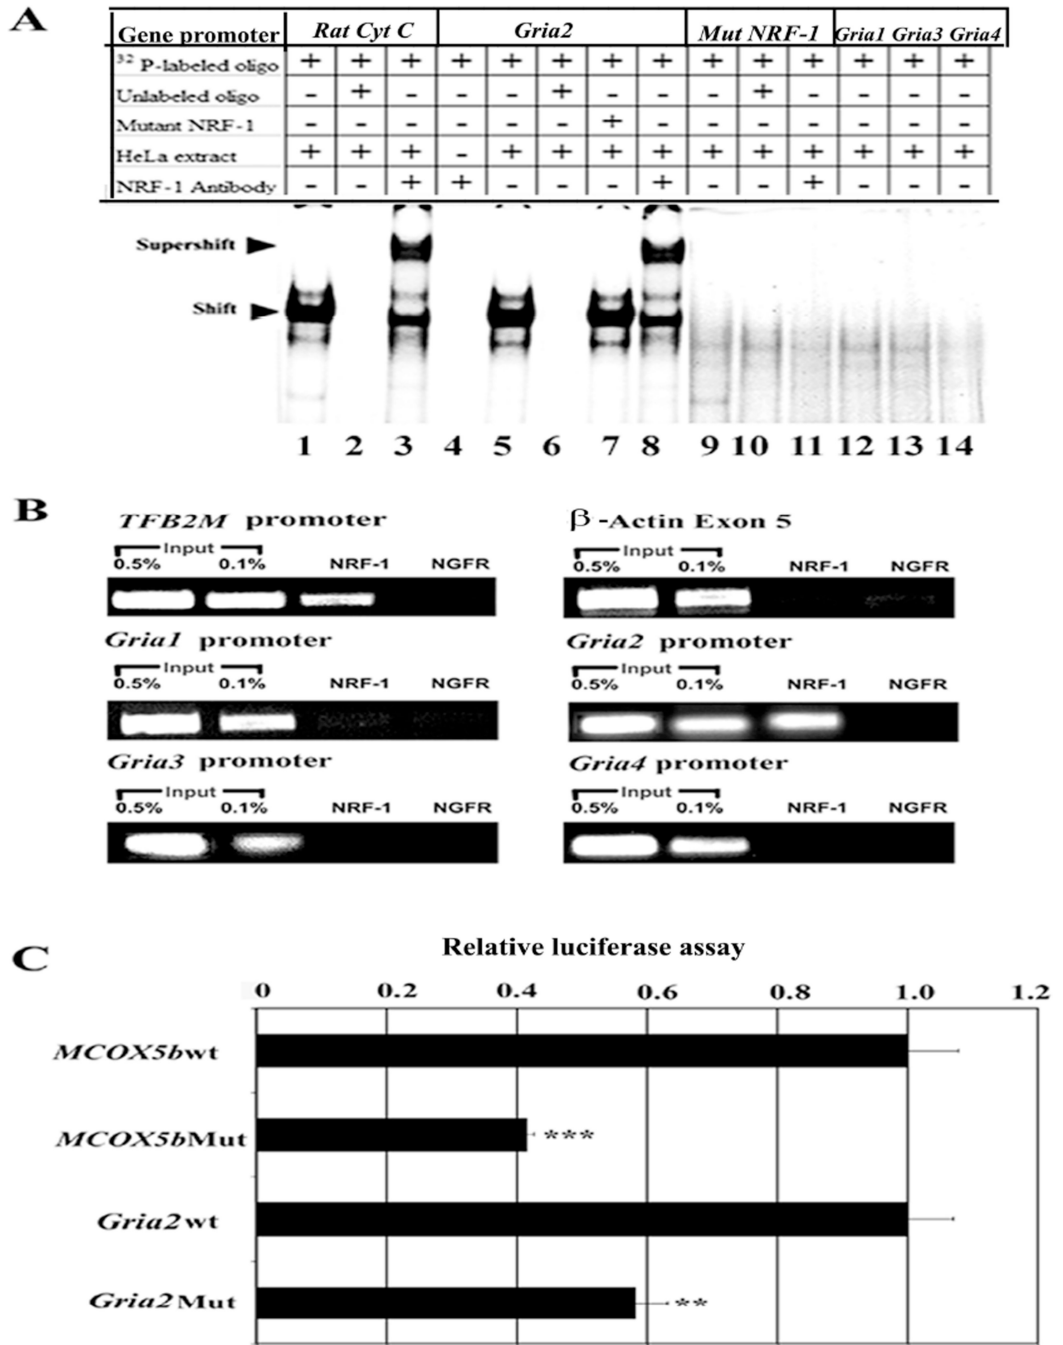 A
Gene promoter Rat Cyt C Gria2 Mut NRF-1 Gria1 Gria3 Gria4
32 P-labeled oligo + + + + + + + + + + + + + +
Unlabeled oligo - + - - - + - - - + - - - -
Mutant NRF-1 - - - - - - + - - - - - - -
HeLa extract + + + - + + + + + + + + + +
NRF-1 Antibody - - + + - - - + - - + - - -
Supershift
Shift
1 2 3 4 5 6 7 8 9 10 11 12 13 14
B
TFB2M promoter
Input
0.5% 0.1% NRF-1 NGFR
β-Actin Exon 5
Input
0.5% 0.1% NRF-1 NGFR
Gria1 promoter
Input
0.5% 0.1% NRF-1 NGFR
Gria2 promoter
Input
0.5% 0.1% NRF-1 NGFR
Gria3 promoter
Input
0.5% 0.1% NRF-1 NGFR
Gria4 promoter
Input
0.5% 0.1% NRF-1 NGFR
C
Relative luciferase assay
0 0.2 0.4 0.6 0.8 1.0 1.2
MCOX5bwt
MCOX5bMut ***
Gria2wt
Gria2Mut **